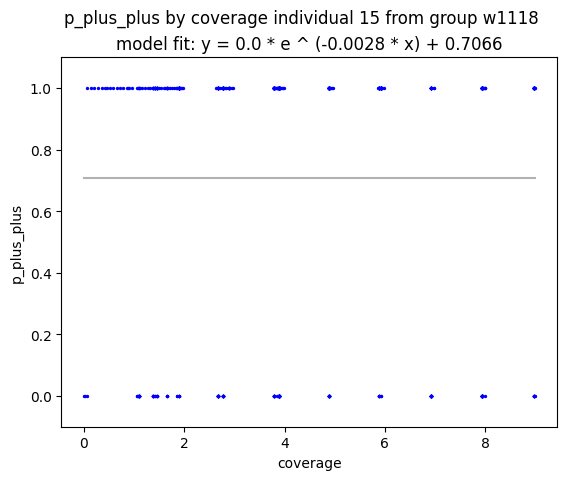 p_plus_plus by coverage individual 15 from group w1118
model fit: y = 0.0 * e ^ (-0.0028 * x) + 0.7066
1.0
0.8
0.6
0.4
0.2
0.0
p_plus_plus
0 2 4 6 8
coverage